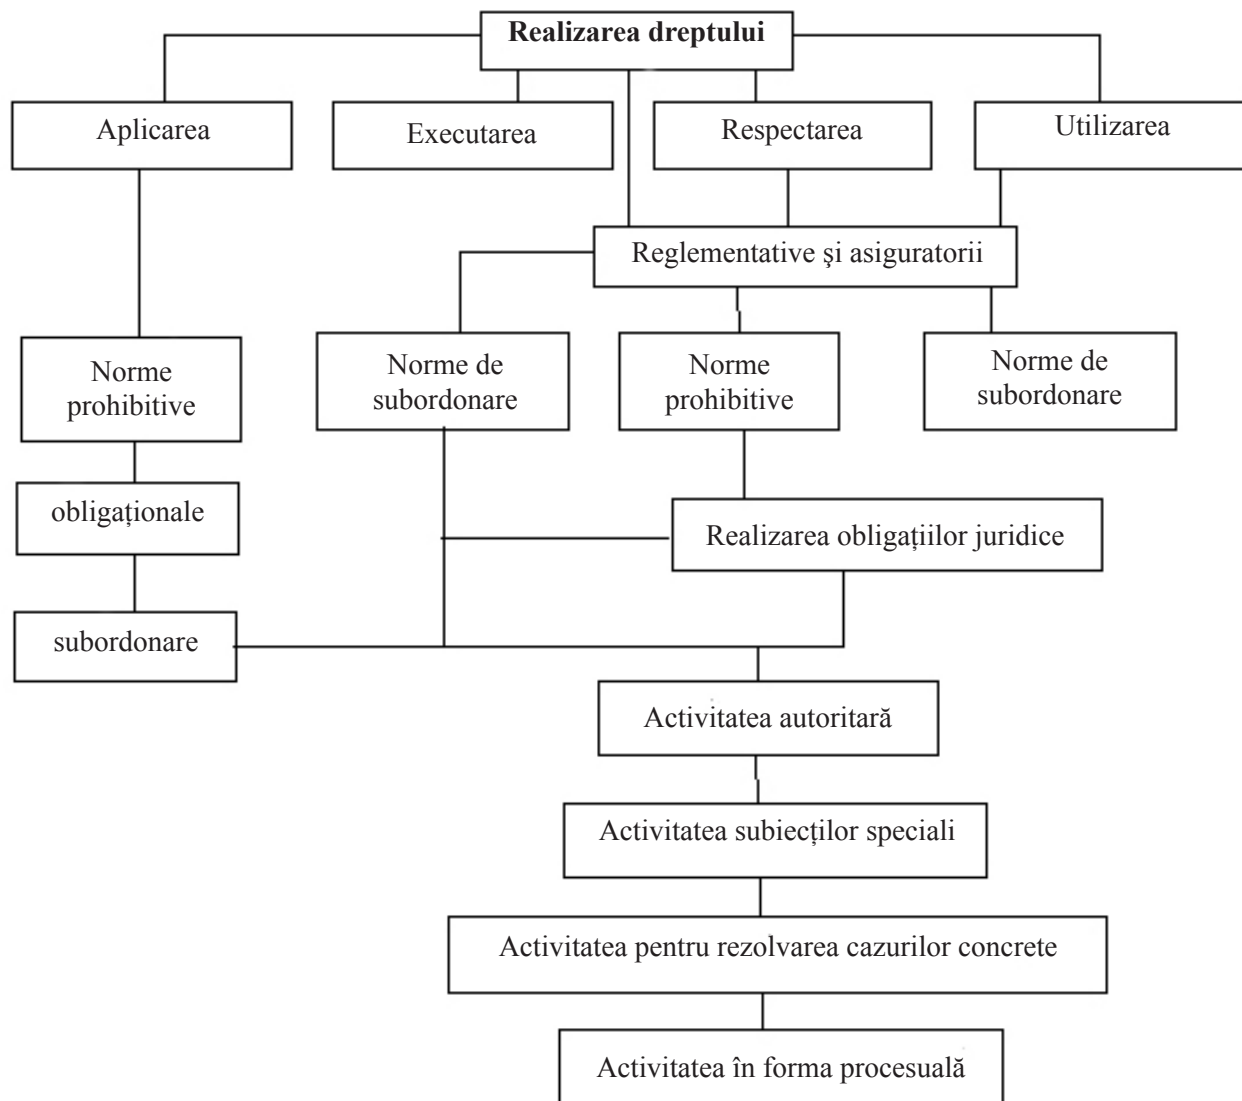 Realizarea dreptului
Aplicarea
Executarea
Respectarea
Utilizarea
Reglementative şi asiguratorii
Norme
prohibitive
Norme de
subordonare
Norme
prohibitive
Norme de
subordonare
obligaționale
Realizarea obligațiilor juridice
subordonare
Activitatea autoritară
Activitatea subiecților speciali
Activitatea pentru rezolvarea cazurilor concrete
Activitatea în forma procesuală